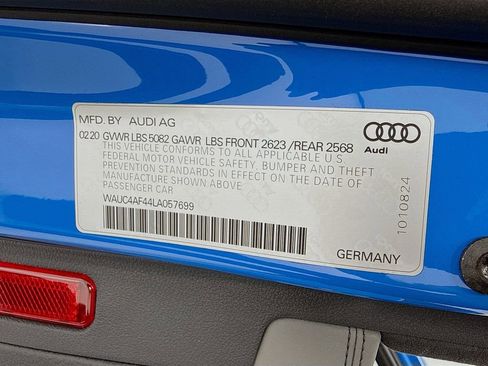 MFD. BY AUDI AG
0220 GVWR LBS 5082 GAWR LBS FRONT 2623 /REAR 2568
THIS VEHICLE CONFORMS TO ALL APPLICABLE U S
FEDERAL MOTOR VEHICLE SAFETY, BUMPER AND THEFT
PREVENTION STANDARDS IN EFFECT ON THE DATE OF
MANUFACTURE SHOWN ABOVE.
PASSENGER CAR
WAUC4AF44LA057699
Audi
1010824
GERMANY